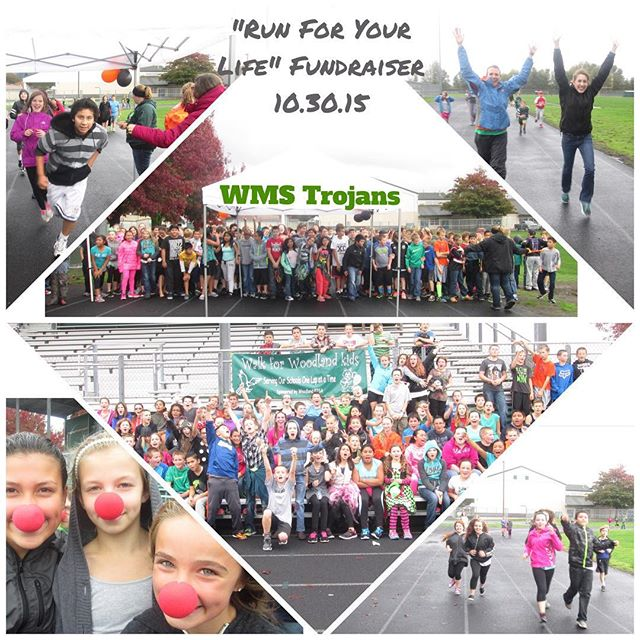 "Run For Your
Life" Fundraiser
10.30.15
WMS Trojans
Walk for Woodland Kids
Serving Our Schools One Lap at a Time